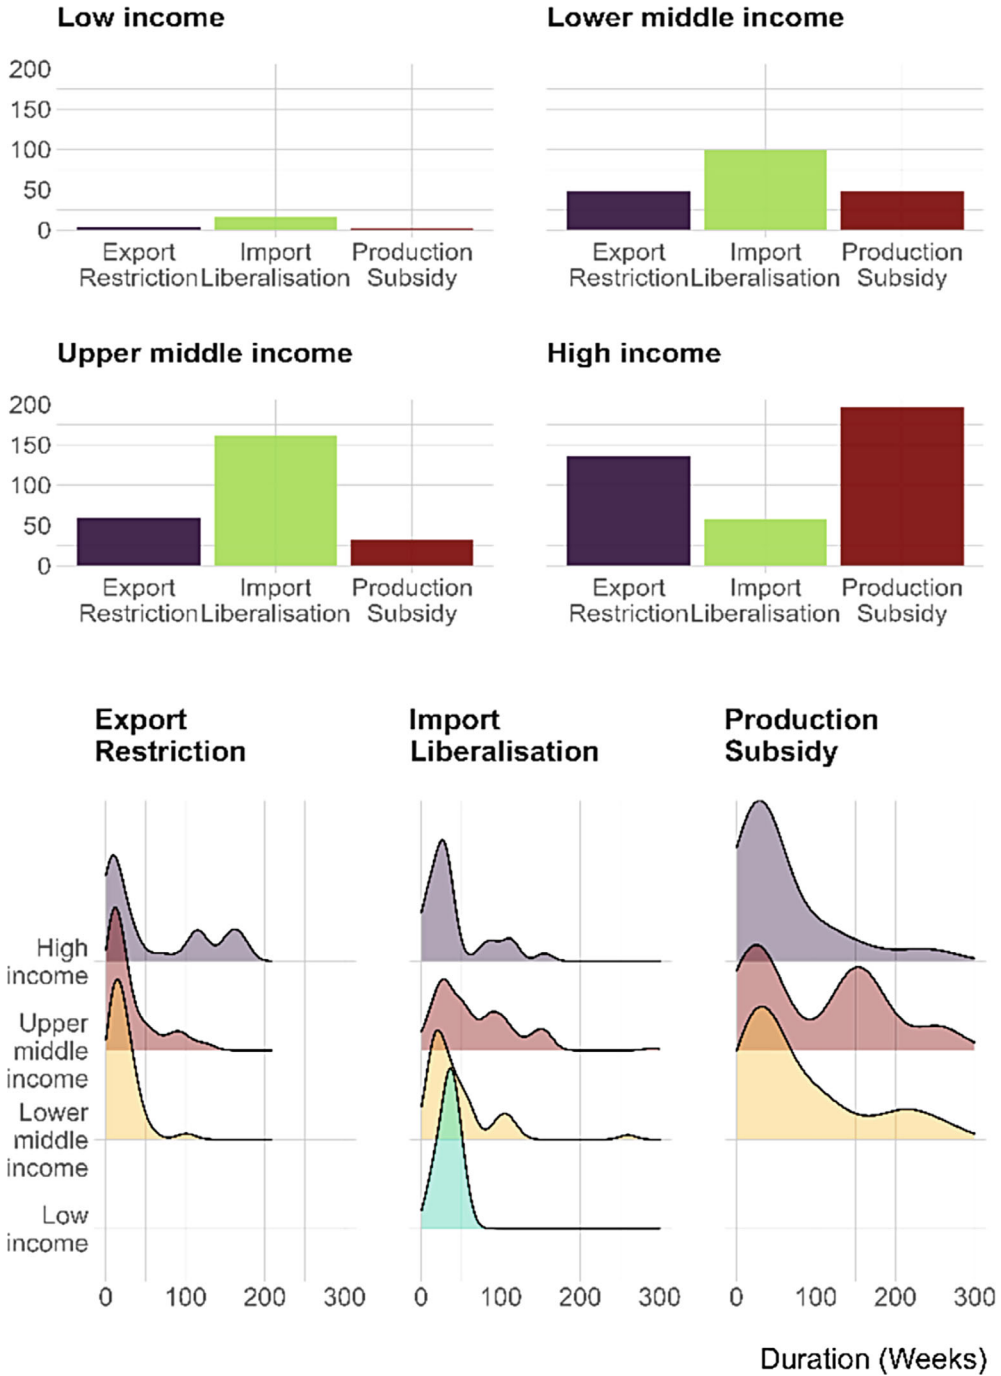 Low income
Lower middle income
200
150
100
50
0
Export Import Production
Restriction Liberalisation Subsidy
Export Import Production
Restriction Liberalisation Subsidy
Upper middle income
High income
200
150
100
50
0
Export Import Production
Restriction Liberalisation Subsidy
Export Import Production
Restriction Liberalisation Subsidy
Export
Restriction
Import
Liberalisation
Production
Subsidy
High
income
Upper
middle
income
Lower
middle
income
Low
income
0 100 200 300
0 100 200 300
0 100 200 300
Duration (Weeks)